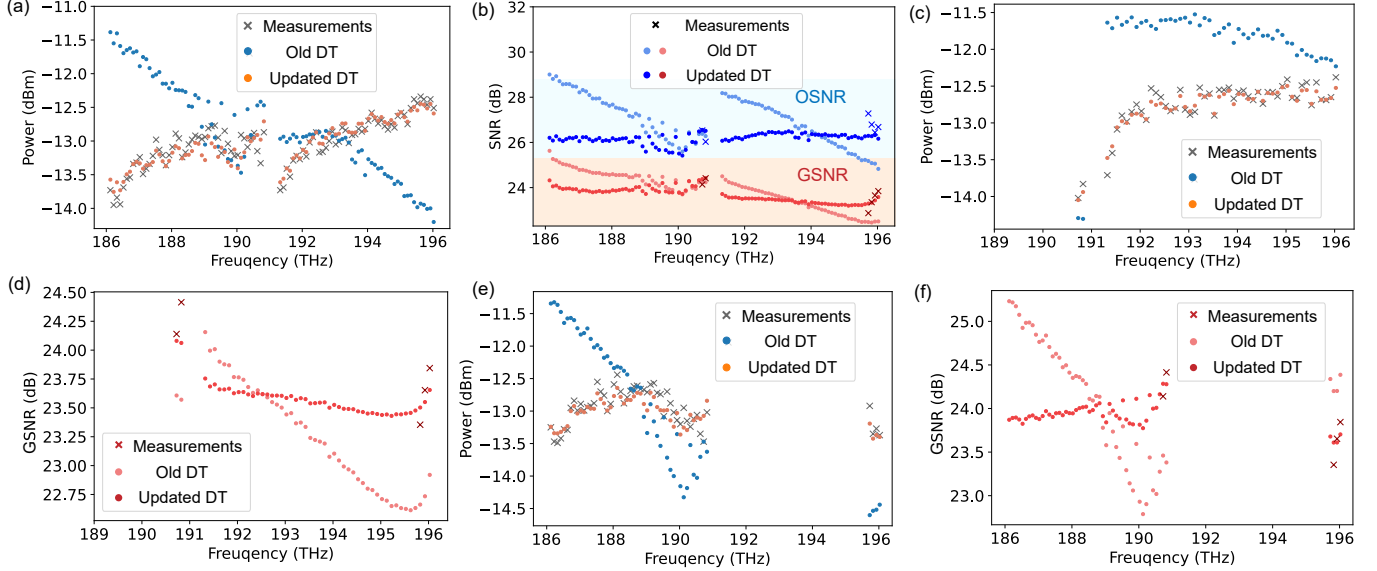 (a)
−11.0
−11.5
−12.0
−12.5
−13.0
−13.5
−14.0
Power (dBm)
Measurements
Old DT
Updated DT
186 188 190 192 194 196
Freuqency (THz)
(b)
32
30
28
26
24
SNR (dB)
Measurements
Old DT
Updated DT
OSNR
GSNR
186 188 190 192 194 196
Freuqency (THz)
(c)
−11.5
−12.0
−12.5
−13.0
−13.5
−14.0
Power (dBm)
Measurements
Old DT
Updated DT
189 190 191 192 193 194 195 196
Freuqency (THz)
(d)
24.50
24.25
24.00
23.75
23.50
23.25
23.00
22.75
GSNR (dB)
Measurements
Old DT
Updated DT
189 190 191 192 193 194 195 196
Freuqency (THz)
(e)
−11.5
−12.0
−12.5
−13.0
−13.5
−14.0
−14.5
Power (dBm)
Measurements
Old DT
Updated DT
186 188 190 192 194 196
Freuqency (THz)
(f)
25.0
24.5
24.0
23.5
23.0
GSNR (dB)
Measurements
Old DT
Updated DT
186 188 190 192 194 196
Freuqency (THz)